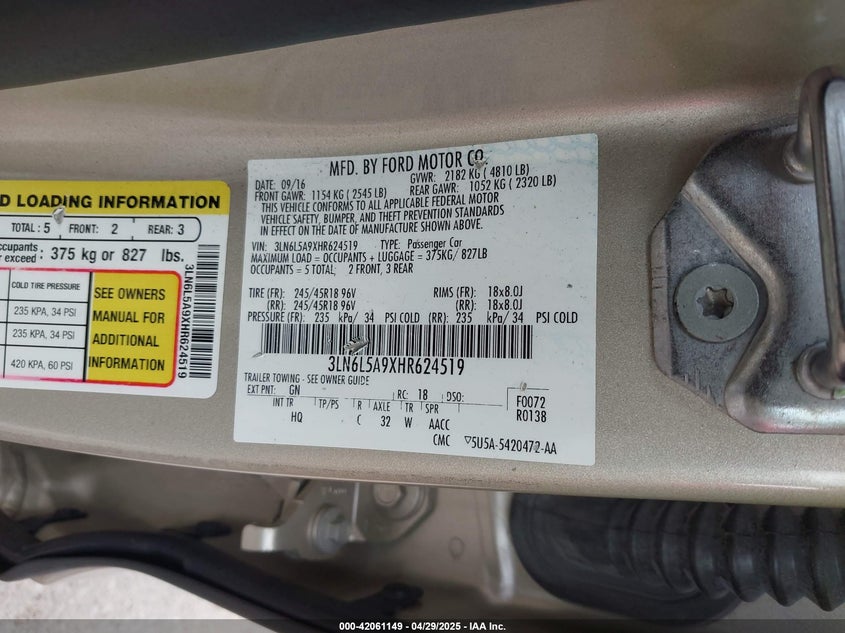 D LOADING INFORMATION
TOTAL: 5 FRONT: 2 REAR: 3
cupants exceed : 375 kg or 827 lbs.
COLD TIRE PRESSURE
235 KPA, 34 PSI
235 KPA, 34 PSI
420 KPA, 60 PSI
SEE OWNERS
MANUAL FOR
ADDITIONAL
INFORMATION
3LN6L5A9XHR624519
MFD. BY FORD MOTOR CO.
DATE: 09/16 GVWR: 2182 KG ( 4810 LB)
FRONT GAWR: 1154 KG ( 2545 LB) REAR GAWR: 1052 KG ( 2320 LB)
THIS VEHICLE CONFORMS TO ALL APPLICABLE FEDERAL MOTOR
VEHICLE SAFETY, BUMPER, AND THEFT PREVENTION STANDARDS
IN EFFECT ON THE DATE OF MANUFACTURE SHOWN ABOVE.
VIN: 3LN6L5A9XHR624519 TYPE: Passenger Car
MAXIMUM LOAD = OCCUPANTS + LUGGAGE = 375KG/ 827LB
OCCUPANTS = 5 TOTAL; 2 FRONT, 3 REAR
TIRE (FR): 245/45R18 96V RIMS (FR): 18x8.0J
(RR): 245/45R18 96V (RR): 18x8.0J
PRESSURE (FR): 235 kPa/ 34 PSI COLD (RR): 235 kPa/ 34 PSI COLD
3LN6L5A9XHR624519
TRAILER TOWING - SEE OWNER GUIDE
EXT PNT: GN RC: 18 DSO: F0072
INT TR TP/PS R AXLE TR SPR R0138
HQ C 32 W AACC
CMC ▽5U5A-5420472-AA
000-42061149 - 04/29/2025 - IAA Inc.